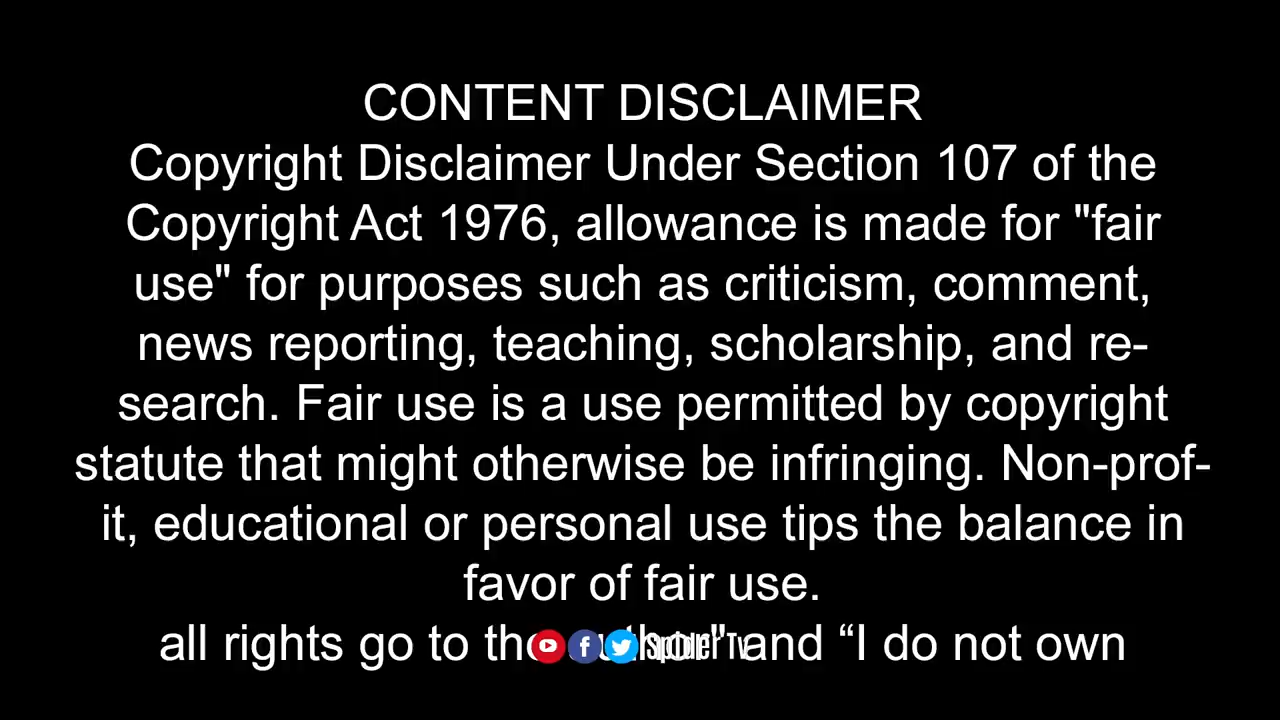 CONTENT DISCLAIMER
Copyright Disclaimer Under Section 107 of the
Copyright Act 1976, allowance is made for "fair
use" for purposes such as criticism, comment,
news reporting, teaching, scholarship, and re-
search. Fair use is a use permitted by copyright
statute that might otherwise be infringing. Non-prof-
it, educational or personal use tips the balance in
favor of fair use.
all rights go to the author" and “I do not own
Spider Tv